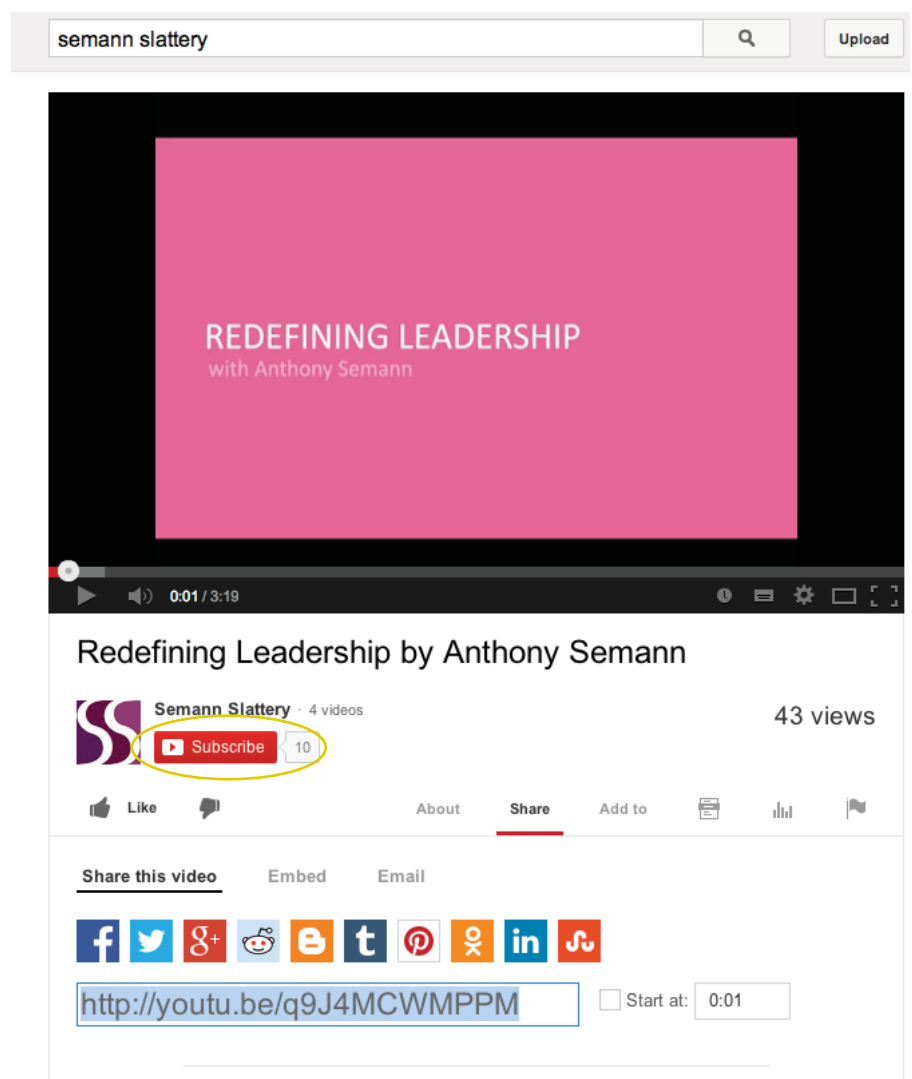 semann slattery
Upload
REDEFINING LEADERSHIP
with Anthony Semann
0:01 / 3:19
Redefining Leadership by Anthony Semann
Semann Slattery · 4 videos
43 views
Subscribe 10
Like About Share Add to
Share this video Embed Email
http://youtu.be/q9J4MCWMPPM Start at: 0:01